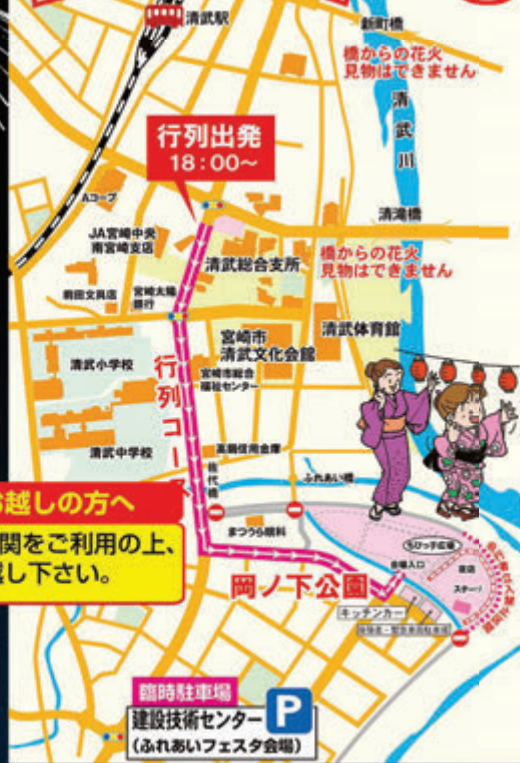 清武駅
新町橋
橋からの花火
見物はできません
清武川
行列出発
18:00~
Aコープ
清滝橋
JA宮崎中央
南宮崎支店
清武総合支所
橋からの花火
見物はできません
前田文具店
宮崎太陽
銀行
宮崎市
清武文化会館
清武体育館
清武小学校
行列コース
宮崎市総合
福祉センター
清武中学校
高鍋信用金庫
ふれあい橋
越しの方へ
関をご利用の上、
越し下さい。
まつうら眼科
ちびっ子広場
会場入口
夜店
ステージ
岡ノ下公園
キッチンカー
臨時駐車場
建設技術センター
P
(ふれあいフェスタ会場)